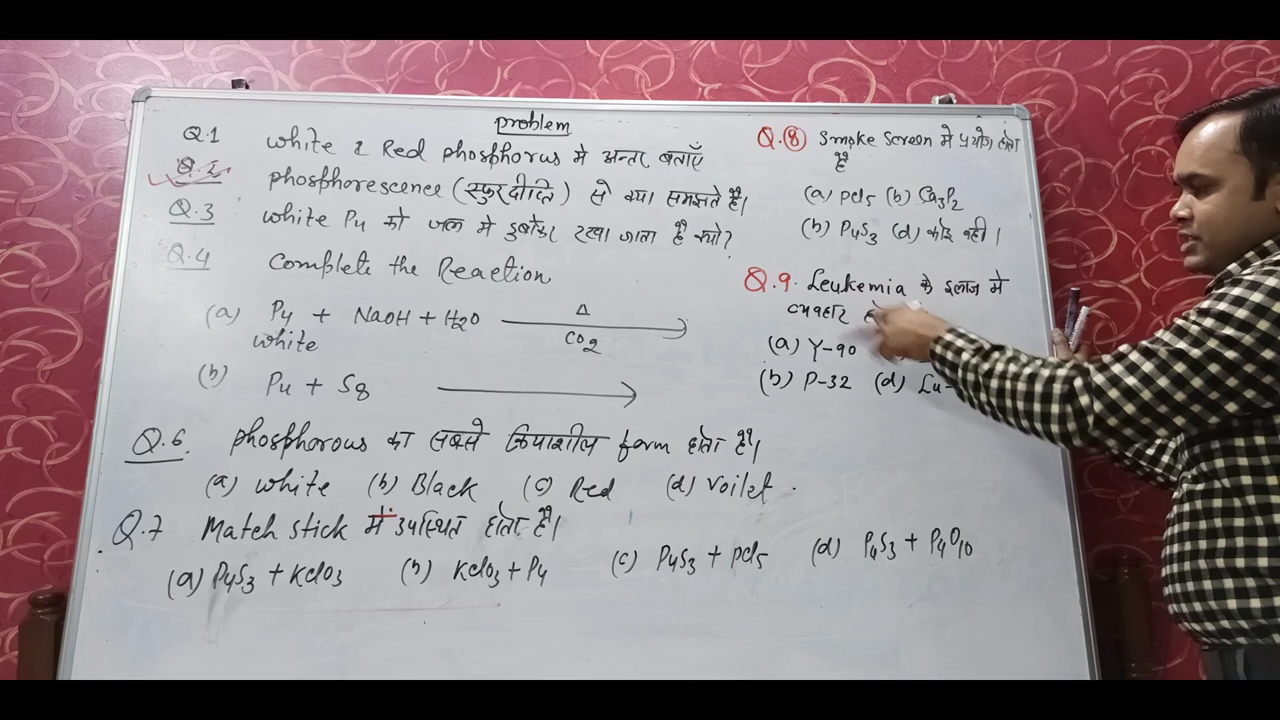 problem
Q.1 white & Red phosphorus मे अन्तर बताएँ
Q.2 phosphorescence (स्फुरदीप्ति) से क्या समझते है।
Q.3 white P4 को जल मे डुबोकर रखा जाता है क्यो?
Q.4 Complete the Reaction
(a) P4 + NaOH + H2O Δ
white CO2
(b) P4 + S8
Q.6 phosphorous का सबसे क्रियाशील form होता है।
(a) white (b) Black (c) Red (d) Voilet.
Q.7 Match stick में उपस्थित होता है।
(a) P4S3 + KClO3 (b) KClO3 + P4 (c) P4S3 + PCl5 (d) P4S3 + P4O10
Q.8 Smoke Screen मे प्रयोग होता
है
(a) PCl5 (b) Ca3P2
(b) P4S3 (d) कोइ नही।
Q.9. Leukemia के इलाज मे
व्यवहार
(a) Y-90
(b) P-32 (d) Lu-